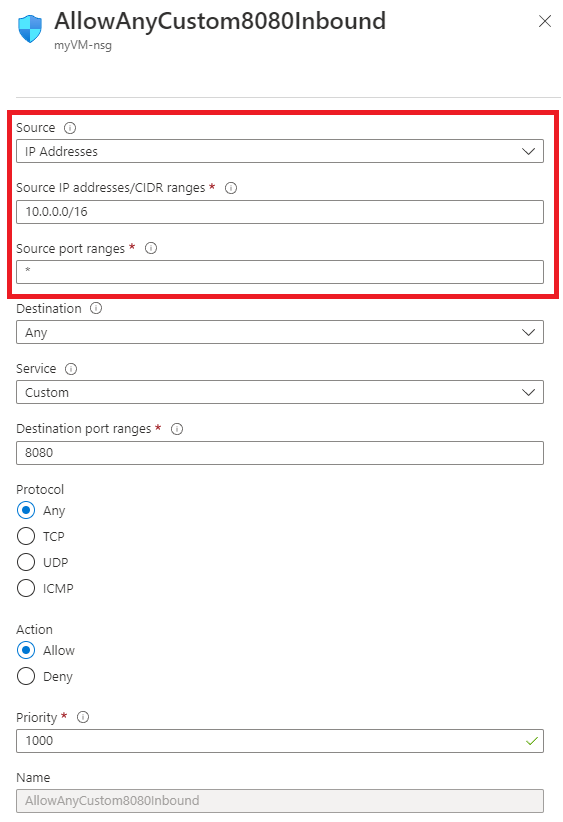 AllowAnyCustom8080Inbound
myVM-nsg
Source
IP Addresses
Source IP addresses/CIDR ranges *
10.0.0.0/16
Source port ranges *
*
Destination
Any
Service
Custom
Destination port ranges *
8080
Protocol
Any
TCP
UDP
ICMP
Action
Allow
Deny
Priority *
1000
Name
AllowAnyCustom8080Inbound